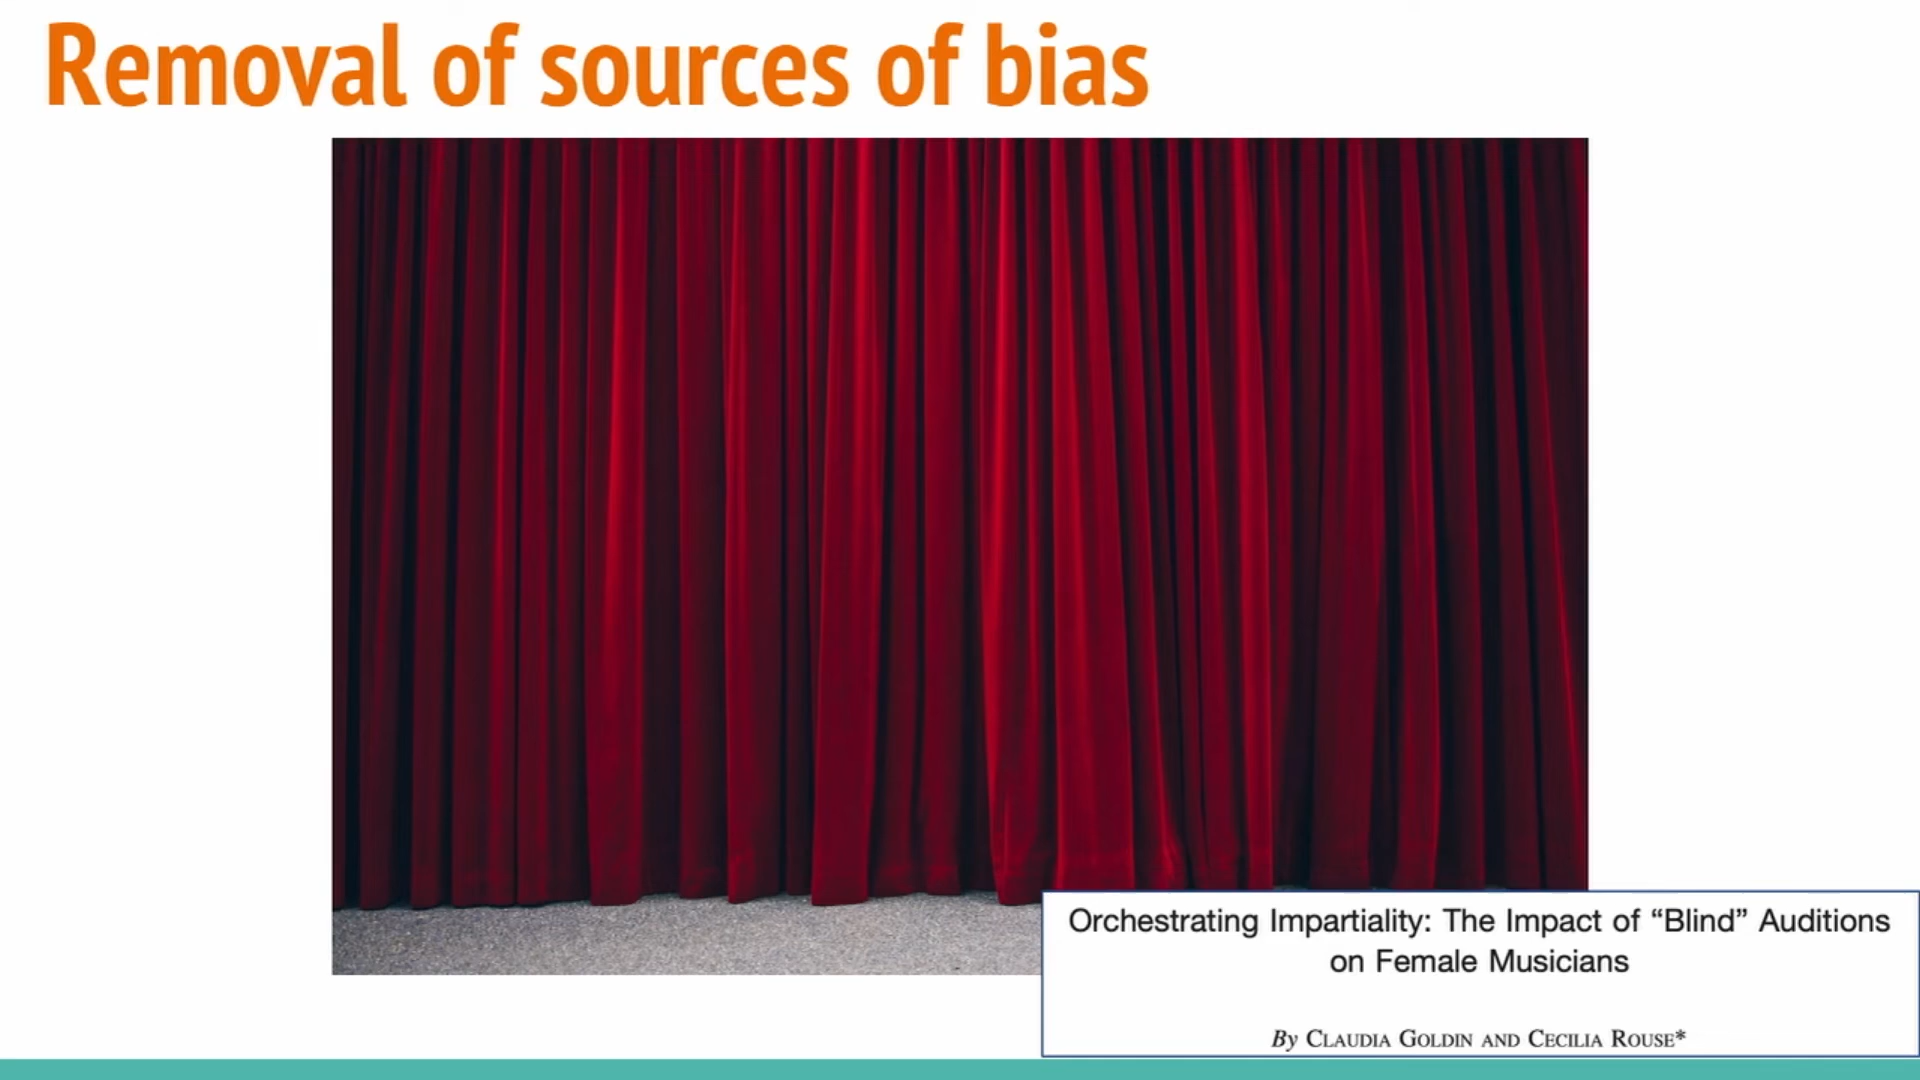 Removal of sources of bias
Orchestrating Impartiality: The Impact of “Blind” Auditions
on Female Musicians
By CLAUDIA GOLDIN AND CECILIA ROUSE*